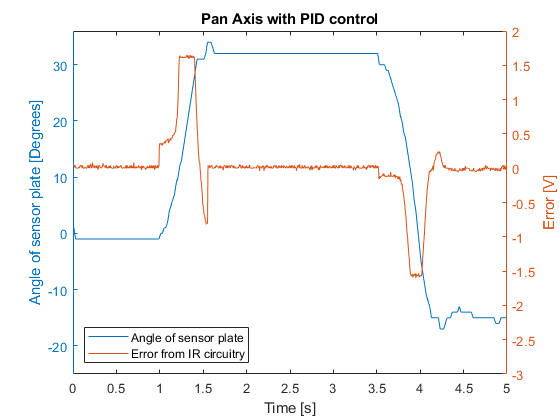 Pan Axis with PID control
30
20
10
0
-10
-20
Angle of sensor plate [Degrees]
2
1.5
1
0.5
0
-0.5
-1
-1.5
-2
-2.5
-3
Error [V]
Angle of sensor plate
Error from IR circuitry
0 0.5 1 1.5 2 2.5 3 3.5 4 4.5 5
Time [s]